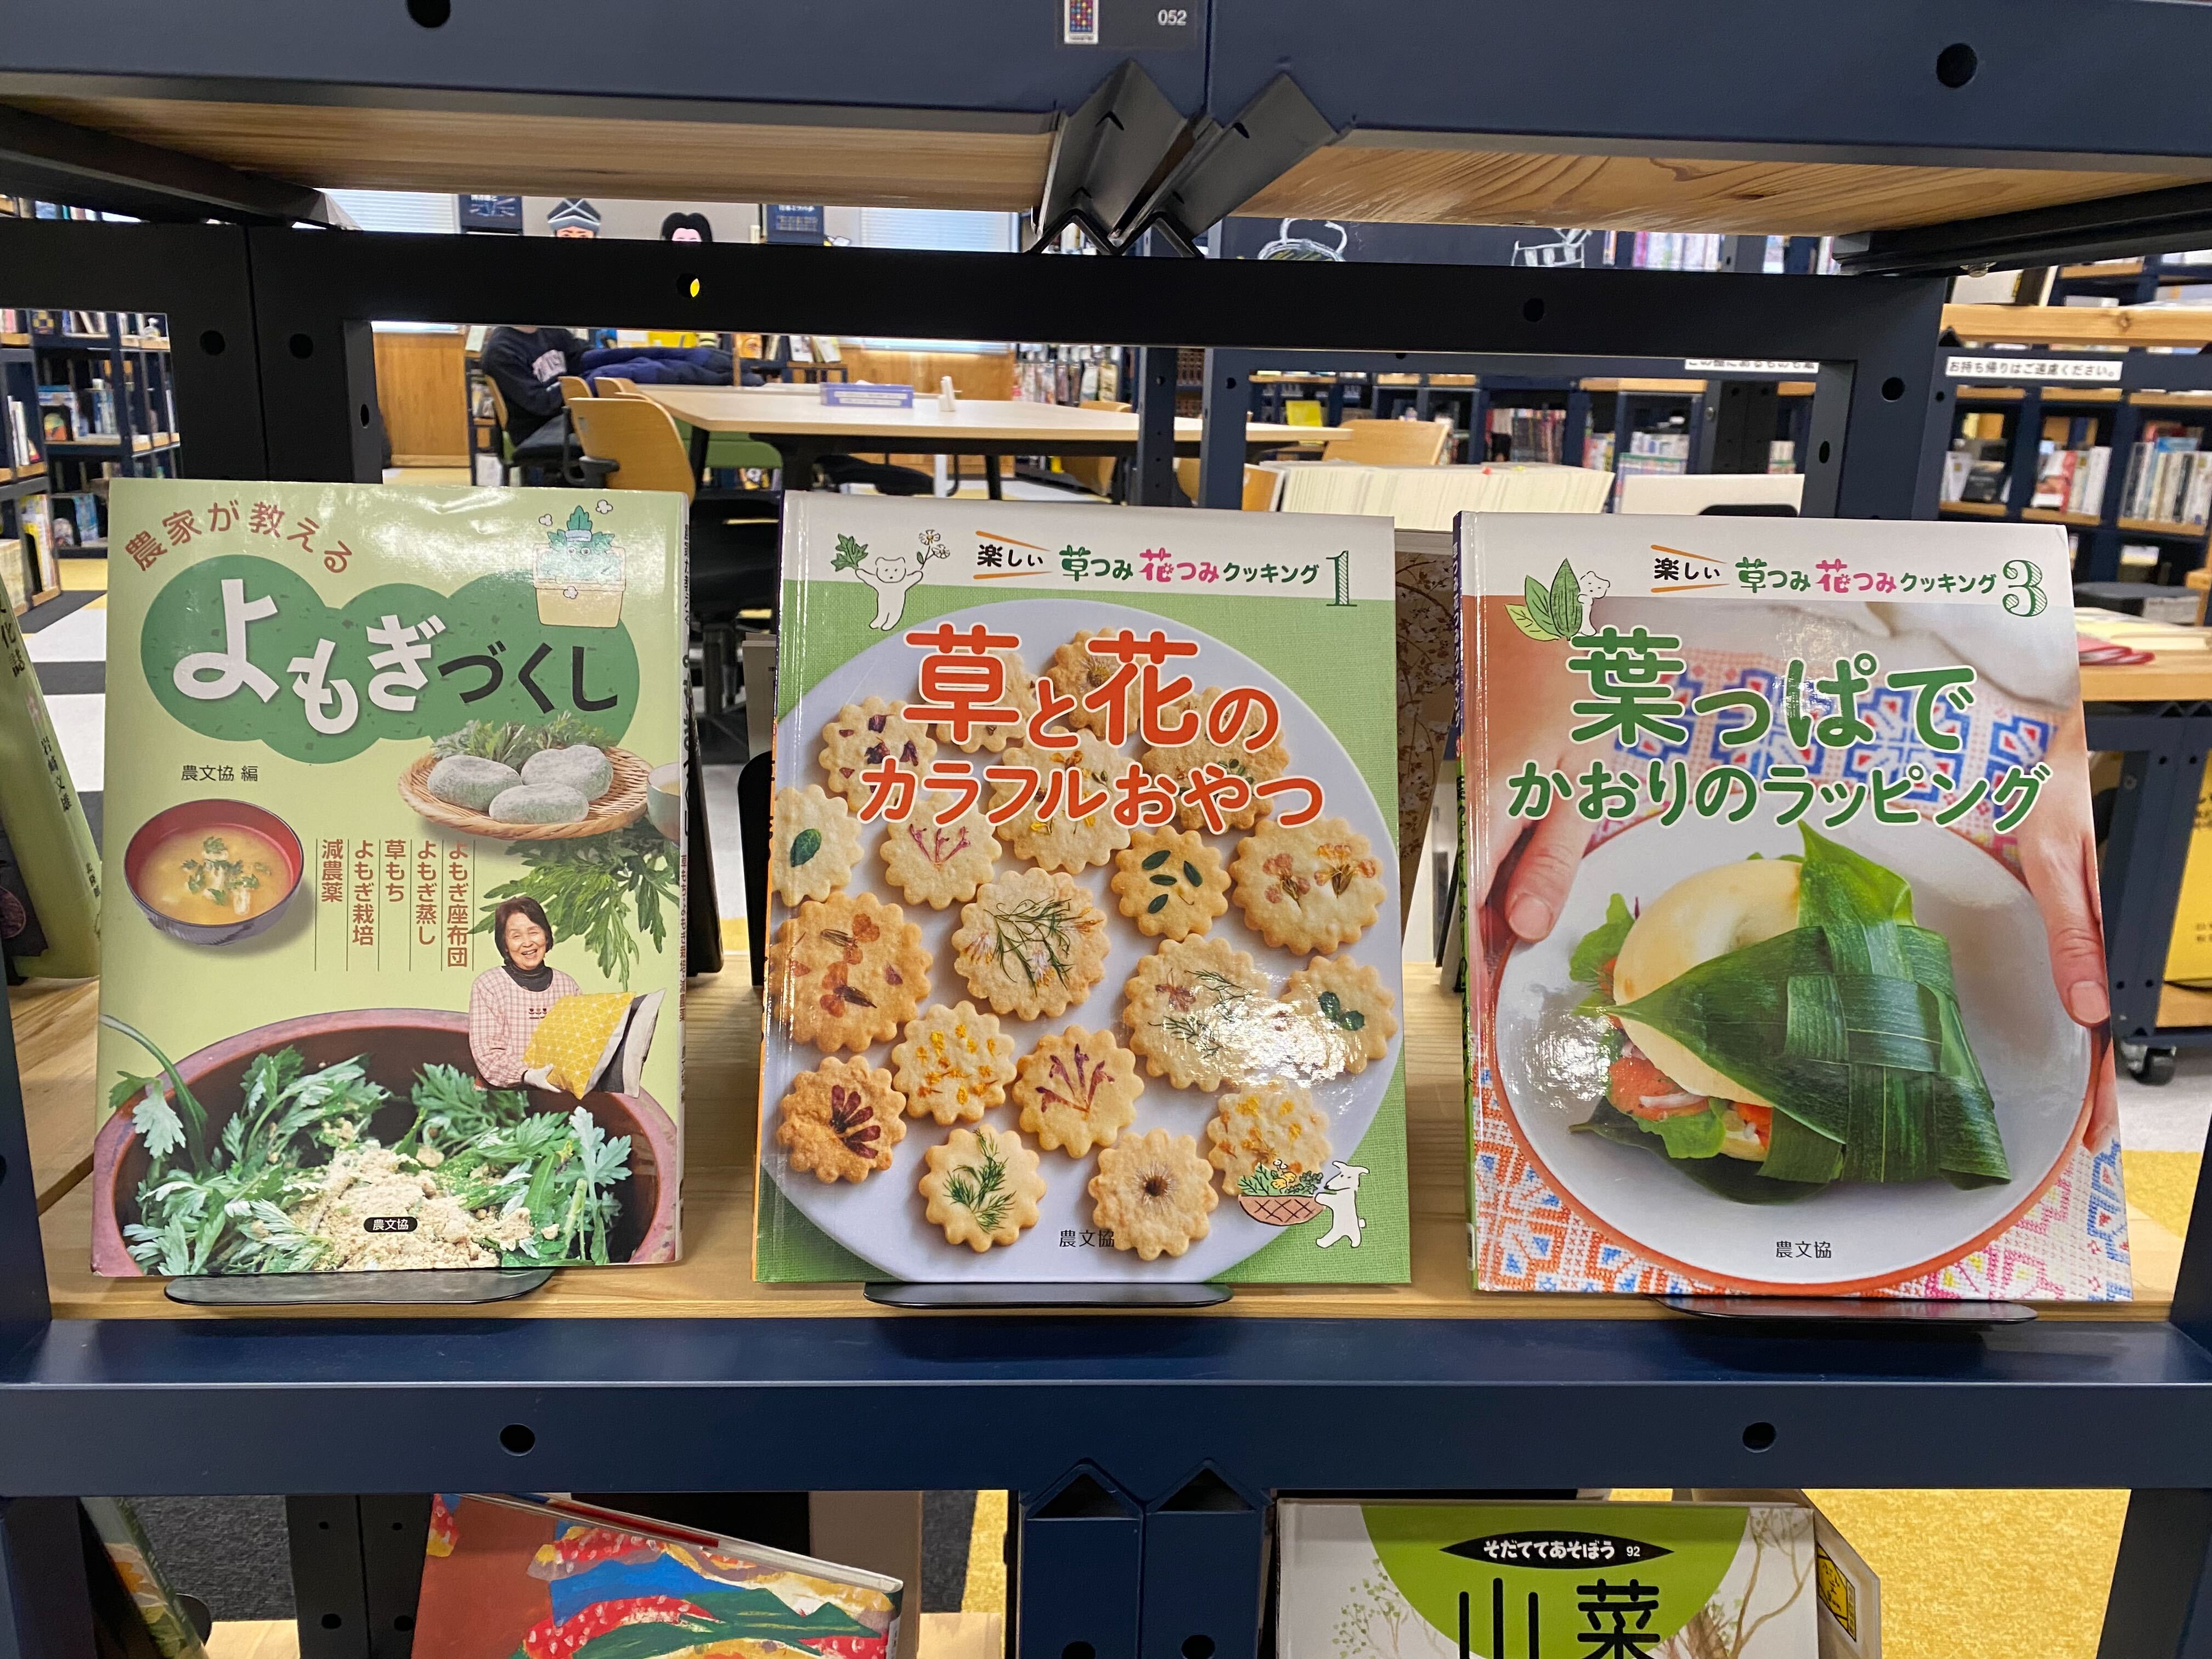 052
お持ち帰りはご遠慮ください。
農家が教える
よもぎづくし
農文協 編
よもぎ座布団
よもぎ蒸し
草もち
よもぎ栽培
減農薬
農文協
楽しい 草つみ花つみクッキング1
草と花の
カラフルおやつ
農文協
楽しい 草つみ花つみクッキング3
葉っぱで
かおりのラッピング
農文協
そだててあそぼう 92
山菜